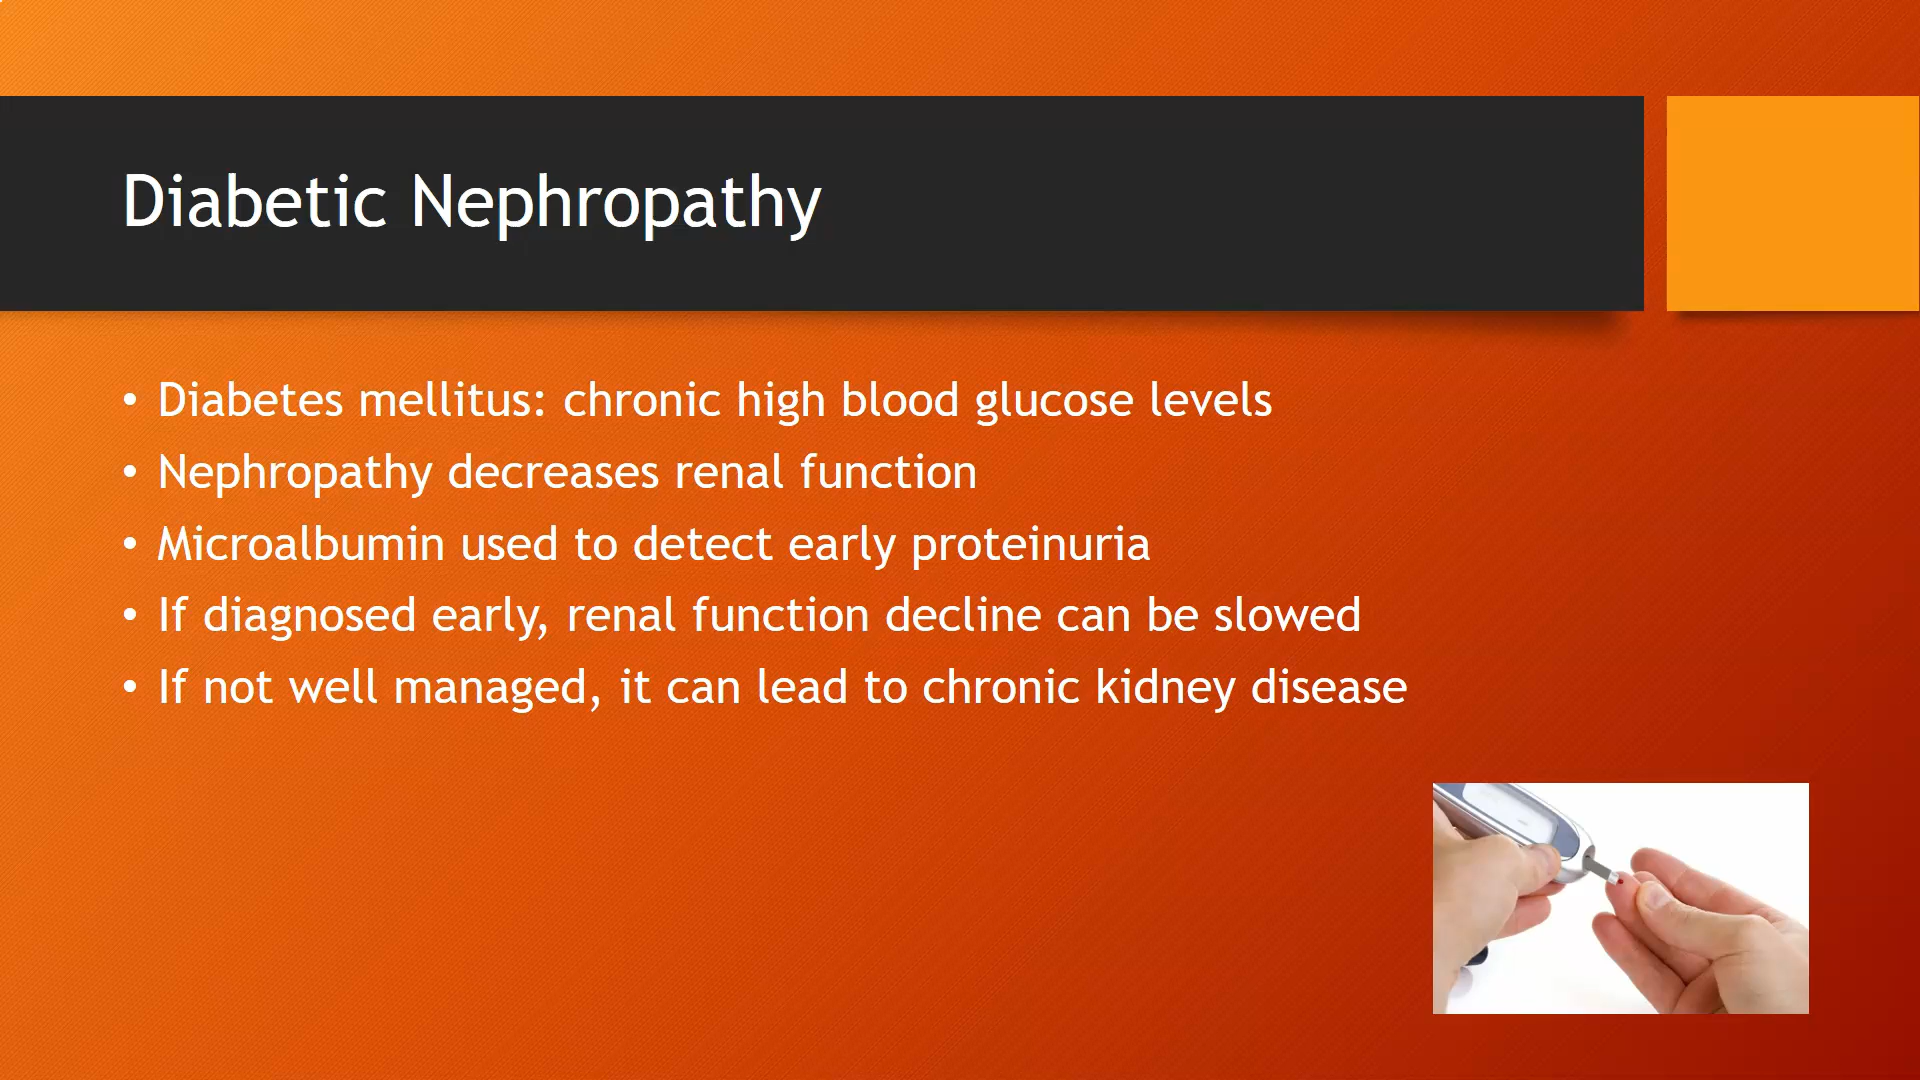 Diabetic Nephropathy
• Diabetes mellitus: chronic high blood glucose levels
• Nephropathy decreases renal function
• Microalbumin used to detect early proteinuria
• If diagnosed early, renal function decline can be slowed
• If not well managed, it can lead to chronic kidney disease